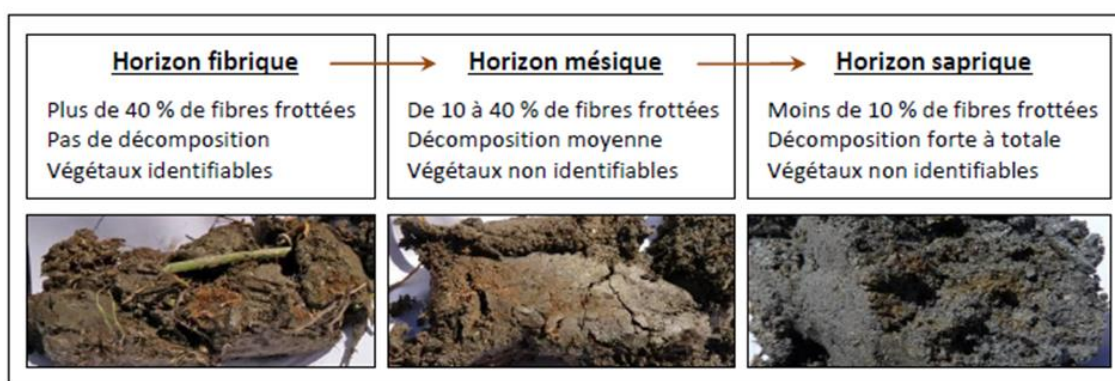 Horizon fibrique
Plus de 40 % de fibres frottées
Pas de décomposition
Végétaux identifiables
Horizon mésique
De 10 à 40 % de fibres frottées
Décomposition moyenne
Végétaux non identifiables
Horizon saprique
Moins de 10 % de fibres frottées
Décomposition forte à totale
Végétaux non identifiables